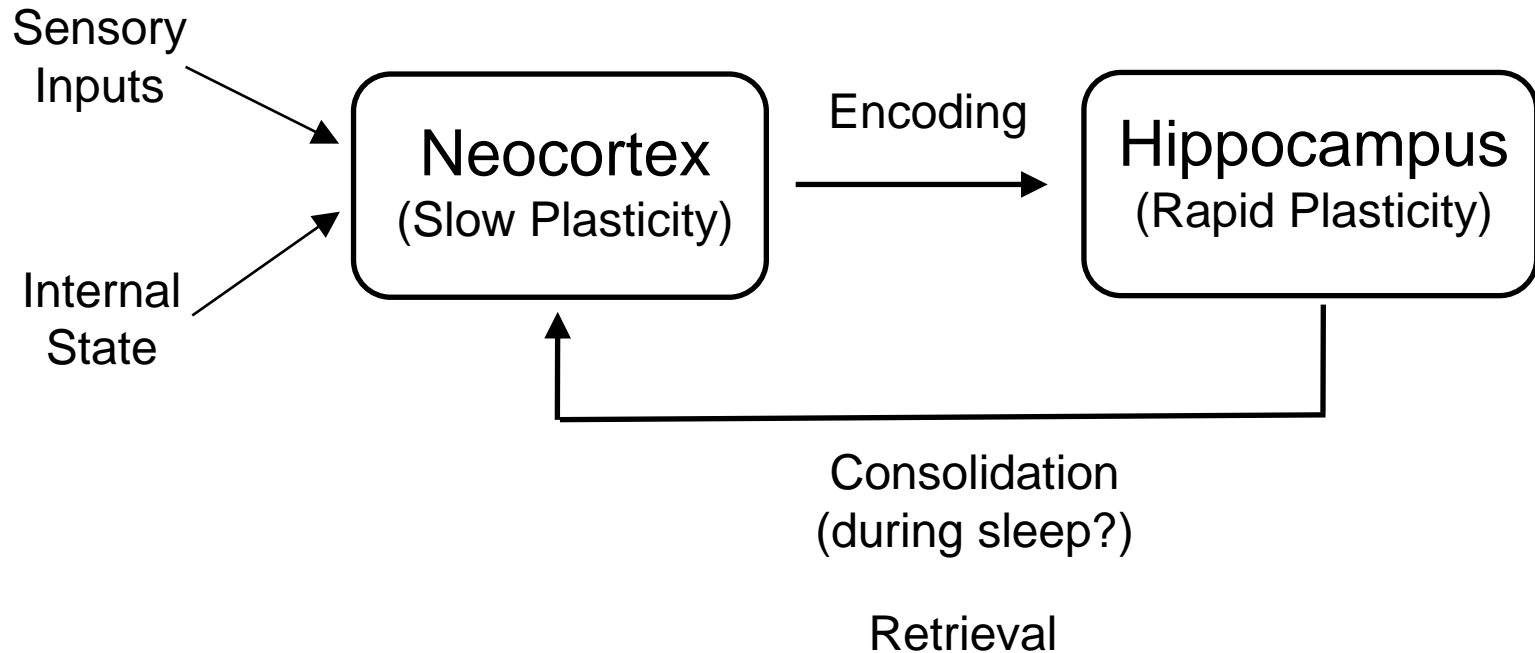 Sensory
Inputs
Internal
State
Neocortex
(Slow Plasticity)
Encoding
Hippocampus
(Rapid Plasticity)
Consolidation
(during sleep?)
Retrieval